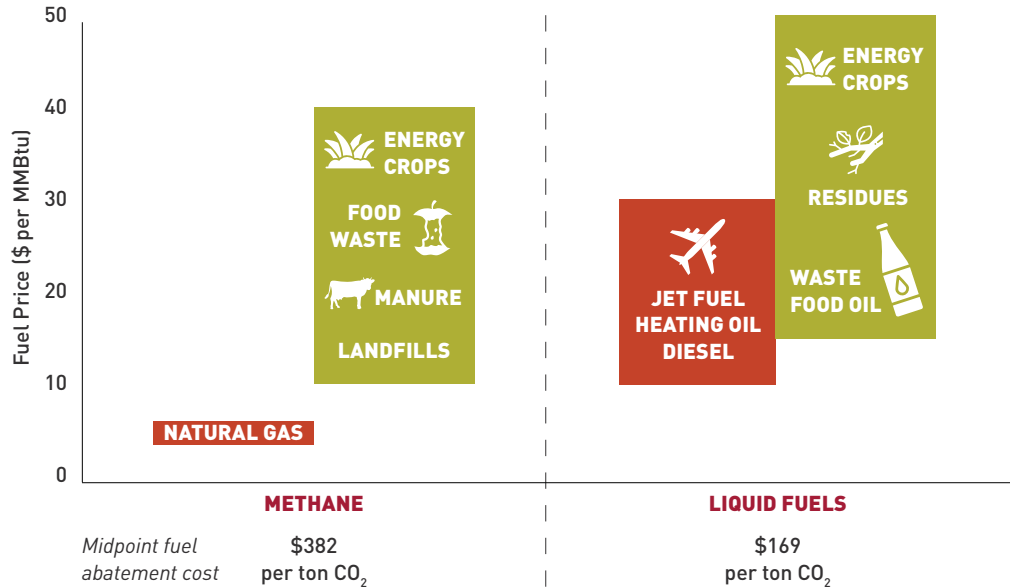 Fuel Price ($ per MMBtu)
50
40
30
20
10
0
ENERGY
CROPS
FOOD
WASTE
MANURE
LANDFILLS
NATURAL GAS
ENERGY
CROPS
RESIDUES
WASTE
FOOD OIL
JET FUEL
HEATING OIL
DIESEL
METHANE
LIQUID FUELS
Midpoint fuel
abatement cost
$382
per ton CO₂
$169
per ton CO₂